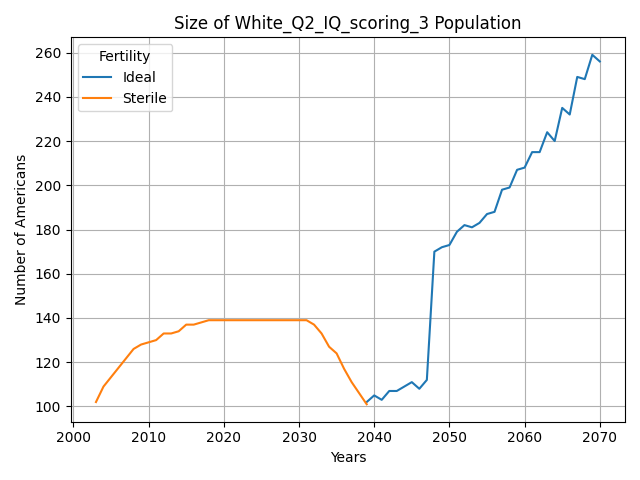 Size of White_Q2_IQ_scoring_3 Population
Fertility
Ideal
Sterile
Number of Americans
260
240
220
200
180
160
140
120
100
2000 2010 2020 2030 2040 2050 2060 2070
Years